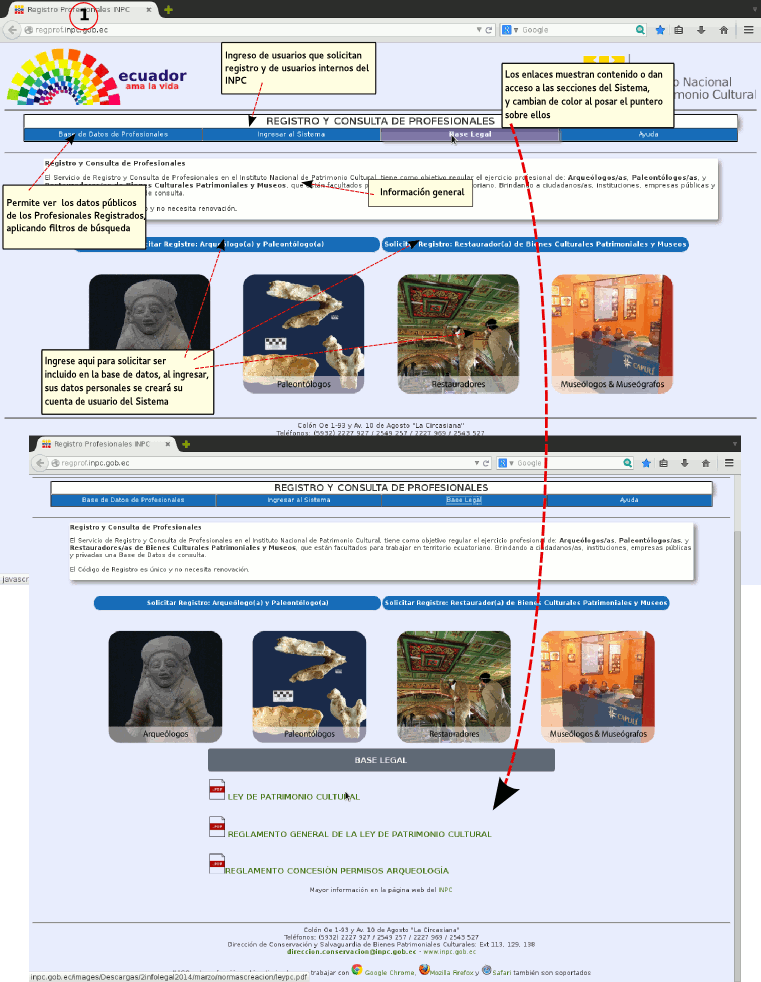 Registro Profesionales INPC
1
regprof.inpc.gob.ec
Google
ecuador
ama la vida
Ingreso de usuarios que solicitan
registro y de usuarios internos del
INPC
Los enlaces muestran contenido o dan
acceso a las secciones del Sistema,
y cambian de color al posar el puntero
sobre ellos
Nacional
monio Cultural
REGISTRO Y CONSULTA DE PROFESIONALES
Base de Datos de Profesionales Ingresar al Sistema Base Legal Ayuda
Registro y Consulta de Profesionales
El Servicio de Registro y Consulta de Profesionales en el Instituto Nacional de Patrimonio Cultural, tiene como objetivo regular el ejercicio profesional de: Arqueólogos/as, Paleontólogos/as, y
de Bienes Culturales Patrimoniales y Museos, que están facultados p oriano. Brindando a ciudadanos/as, instituciones, empresas públicas y
de consulta.
y no necesita renovación.
Información general
Permite ver los datos públicos
de los Profesionales Registrados,
aplicando filtros de búsqueda
icitar Registro: Arqueólogo(a) y Paleontólogo(a)
Solicitar Registro: Restaurador(a) de Bienes Culturales Patrimoniales y Museos
Ingrese aqui para solicitar ser
incluido en la base de datos, al ingresar,
sus datos personales se creará su
cuenta de usuario del Sistema
Paleontólogos
Restauradores
CAPULÍ
Museólogos & Museógrafos
Colón Oe 1-93 y Av. 10 de Agosto "La Circasiana"
Teléfonos: (5932) 2227 927 / 2549 257 / 2227 969 / 2543 527
Registro Profesionales INPC
regprof.inpc.gob.ec
Google
REGISTRO Y CONSULTA DE PROFESIONALES
Base de Datos de Profesionales Ingresar al Sistema Base Legal Ayuda
Registro y Consulta de Profesionales
El Servicio de Registro y Consulta de Profesionales en el Instituto Nacional de Patrimonio Cultural, tiene como objetivo regular el ejercicio profesional de: Arqueólogos/as, Paleontólogos/as, y
Restauradores/as de Bienes Culturales Patrimoniales y Museos, que están facultados para trabajar en territorio ecuatoriano. Brindando a ciudadanos/as, instituciones, empresas públicas
y privadas una Base de Datos de consulta.
El Código de Registro es único y no necesita renovación.
javascr
Solicitar Registro: Arqueólogo(a) y Paleontólogo(a)
Solicitar Registro: Restaurador(a) de Bienes Culturales Patrimoniales y Museos
Arqueólogos
Paleontólogos
Restauradores
CAPULÍ
Museólogos & Museógrafos
BASE LEGAL
PDF LEY DE PATRIMONIO CULTURAL
PDF REGLAMENTO GENERAL DE LA LEY DE PATRIMONIO CULTURAL
PDF REGLAMENTO CONCESIÓN PERMISOS ARQUEOLOGÍA
Mayor información en la página web del INPC
Colón Oe 1-93 y Av. 10 de Agosto "La Circasiana"
Teléfonos: (5932) 2227 927 / 2549 257 / 2227 969 / 2543 527
Dirección de Conservación y Salvaguardia de Bienes Patrimoniales Culturales: Ext 113, 129, 138
direccion.conservacion@inpc.gob.ec - www.inpc.gob.ec
trabajar con Google Chrome, Mozilla Firefox y Safari también son soportados
inpc.gob.ec/images/Descargas/2infolegal2014/marzo/normascreacion/leypc.pdf